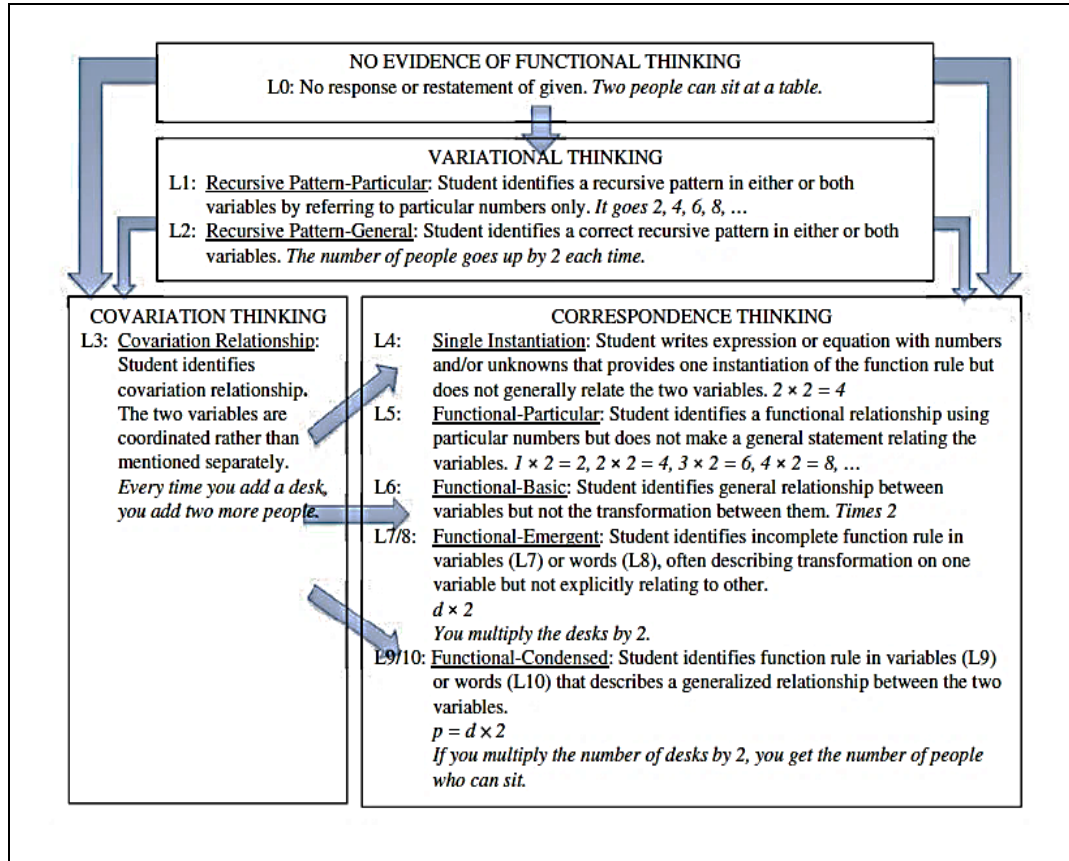 NO EVIDENCE OF FUNCTIONAL THINKING
L0: No response or restatement of given. Two people can sit at a table.
VARIATIONAL THINKING
L1: Recursive Pattern-Particular: Student identifies a recursive pattern in either or both
variables by referring to particular numbers only. It goes 2, 4, 6, 8, …
L2: Recursive Pattern-General: Student identifies a correct recursive pattern in either or both
variables. The number of people goes up by 2 each time.
COVARIATION THINKING
L3: Covariation Relationship:
Student identifies
covariation relationship.
The two variables are
coordinated rather than
mentioned separately.
Every time you add a desk,
you add two more people.
CORRESPONDENCE THINKING
L4: Single Instantiation: Student writes expression or equation with numbers
and/or unknowns that provides one instantiation of the function rule but
does not generally relate the two variables. 2 × 2 = 4
L5: Functional-Particular: Student identifies a functional relationship using
particular numbers but does not make a general statement relating the
variables. 1 × 2 = 2, 2 × 2 = 4, 3 × 2 = 6, 4 × 2 = 8, …
L6: Functional-Basic: Student identifies general relationship between
variables but not the transformation between them. Times 2
L7/8: Functional-Emergent: Student identifies incomplete function rule in
variables (L7) or words (L8), often describing transformation on one
variable but not explicitly relating to other.
d × 2
You multiply the desks by 2.
L9/10: Functional-Condensed: Student identifies function rule in variables (L9)
or words (L10) that describes a generalized relationship between the two
variables.
p = d × 2
If you multiply the number of desks by 2, you get the number of people
who can sit.